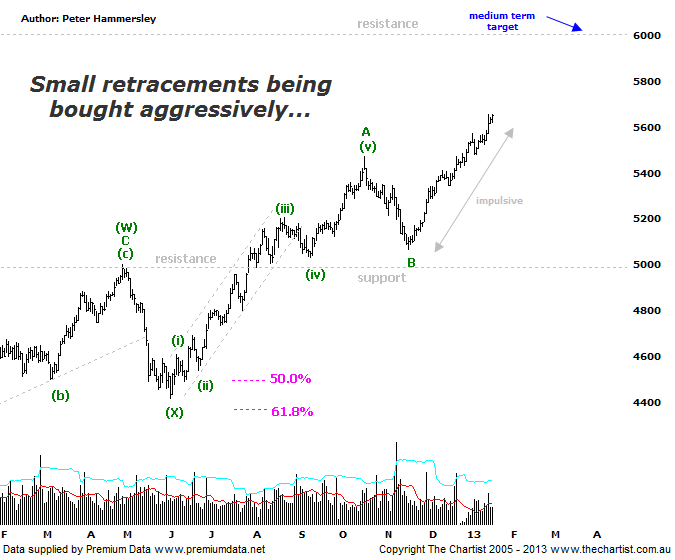 Author: Peter Hammersley
resistance
medium term
target
6000
Small retracements being
bought aggressively...
5800
5600
A
(v)
5400
impulsive
(iii)
5200
(W)
C
(c)
(iv)
B
resistance
5000
support
4800
(i)
4600
(ii)
50.0%
(b)
(X)
61.8%
4400
F M A M J J A S O N D 13 F M A
Data supplied by Premium Data www.premiumdata.net
Copyright The Chartist 2005 - 2013 www.thechartist.com.au